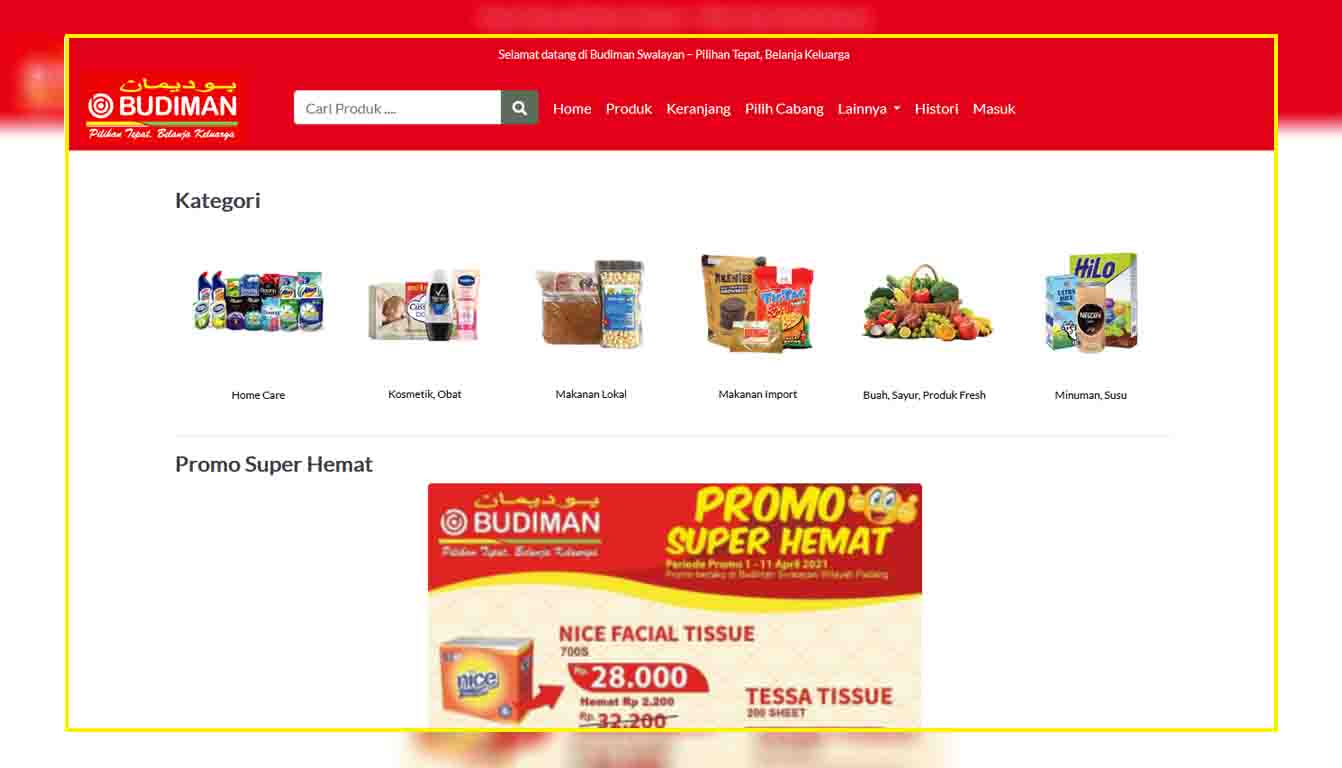 Selamat datang di Budiman Swalayan – Pilihan Tepat, Belanja Keluarga
بوديمان
BUDIMAN
Pilihan Tepat, Belanja Keluarga
Cari Produk ....
Home Produk Keranjang Pilih Cabang Lainnya Histori Masuk
Kategori
PREMIER
TicTac
HiLo
NESCAFE
Home Care
Kosmetik, Obat
Makanan Lokal
Makanan Import
Buah, Sayur, Produk Fresh
Minuman, Susu
Promo Super Hemat
بوديمان
BUDIMAN
Pilihan Tepat, Belanja Keluarga
PROMO
SUPER HEMAT
Periode Promo 1 - 11 April 2021
Promo berlaku di Budiman Swalayan Wilayah Padang
NICE FACIAL TISSUE
700S
nice
Rp. 28.000
Hemat Rp 2.200
Rp. 32.200
TESSA TISSUE
200 SHEET